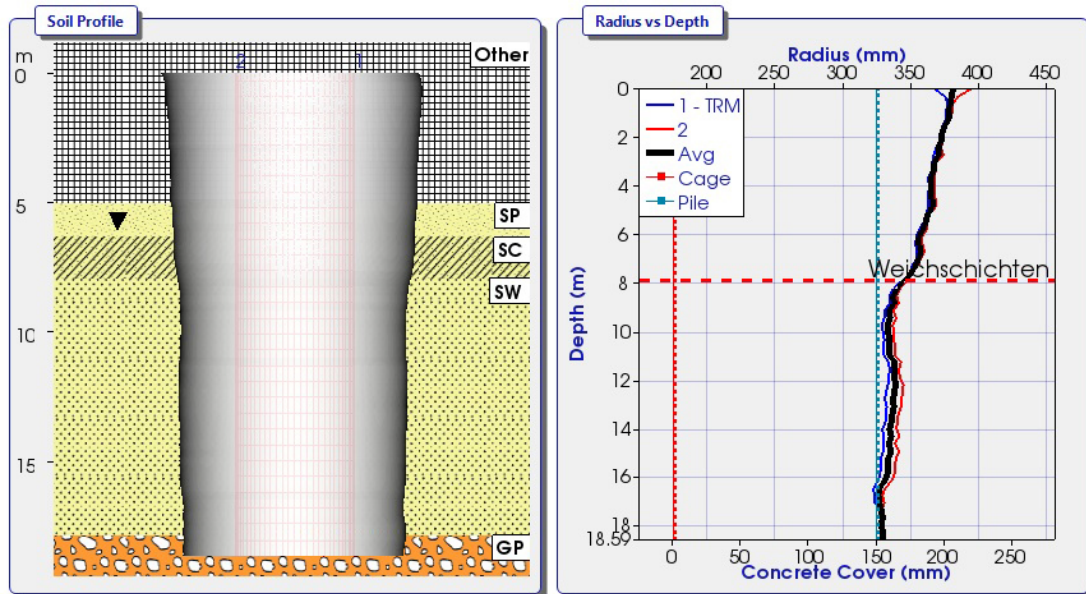 Soil Profile
m
0
5
10
15
2
1
Other
SP
SC
SW
GP
Radius vs Depth
Radius (mm)
200 250 300 350 400 450
0
2
4
6
8
10
12
14
16
18
18.59
Depth (m)
1 - TRM
2
Avg
Cage
Pile
Weichschichten
0 50 100 150 200 250
Concrete Cover (mm)